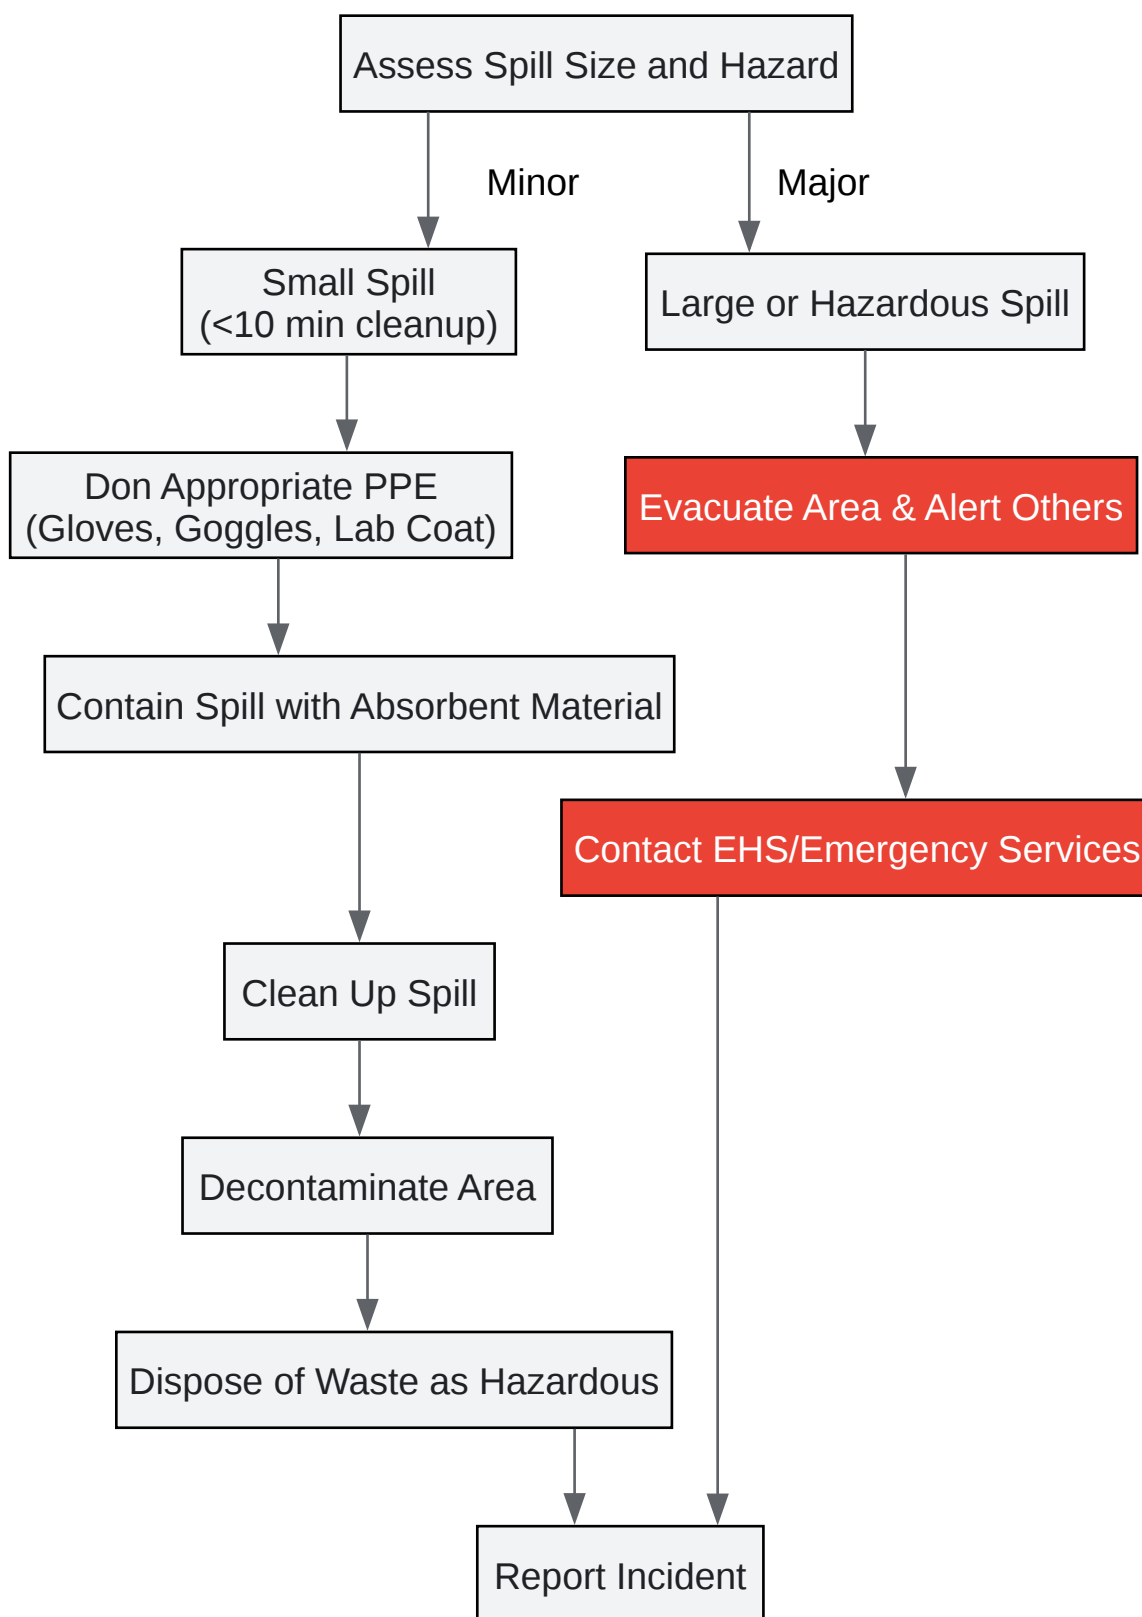 Assess Spill Size and Hazard
Minor
Major
Small Spill
(<10 min cleanup)
Large or Hazardous Spill
Don Appropriate PPE
(Gloves, Goggles, Lab Coat)
Evacuate Area & Alert Others
Contain Spill with Absorbent Material
Contact EHS/Emergency Services
Clean Up Spill
Decontaminate Area
Dispose of Waste as Hazardous
Report Incident